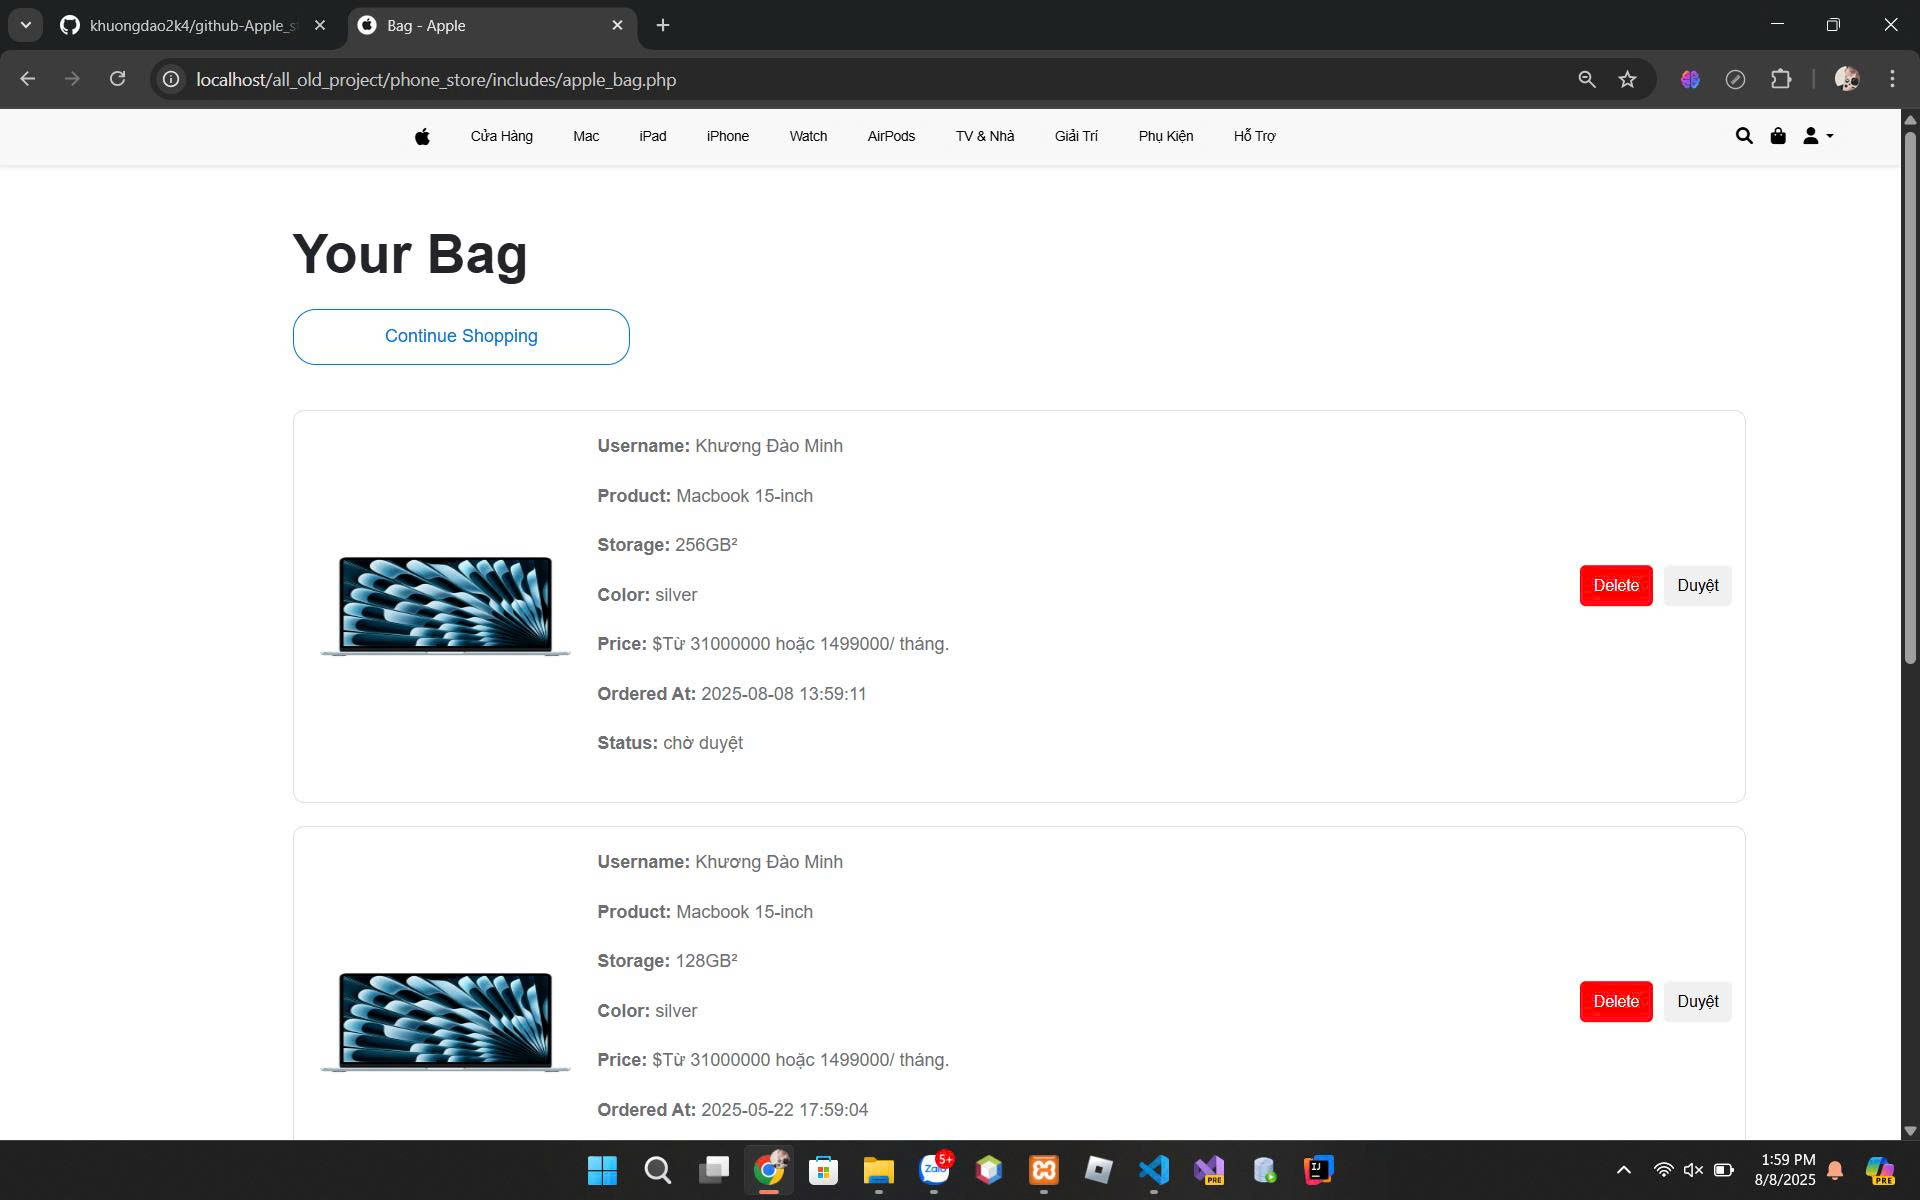 khuongdao2k4/github-Apple_s
Bag - Apple
localhost/all_old_project/phone_store/includes/apple_bag.php
Cửa Hàng
Mac
iPad
iPhone
Watch
AirPods
TV & Nhà
Giải Trí
Phụ Kiện
Hỗ Trợ
Your Bag
Continue Shopping
Username: Khương Đào Minh
Product: Macbook 15-inch
Storage: 256GB²
Color: silver
Price: $Từ 31000000 hoặc 1499000/ tháng.
Ordered At: 2025-08-08 13:59:11
Status: chờ duyệt
Delete
Duyệt
Username: Khương Đào Minh
Product: Macbook 15-inch
Storage: 128GB²
Color: silver
Price: $Từ 31000000 hoặc 1499000/ tháng.
Ordered At: 2025-05-22 17:59:04
Delete
Duyệt
Zalo
5+
PRE
IJ
1:59 PM
8/8/2025
PRE